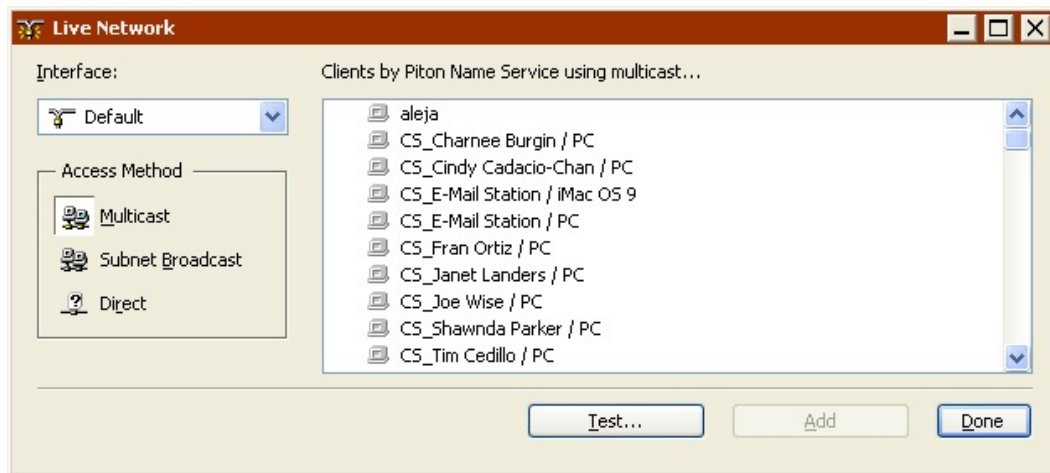 Live Network
Interface:
Default
Access Method
Multicast
Subnet Broadcast
Direct
Clients by Piton Name Service using multicast...
aleja
CS_Charnee Burgin / PC
CS_Cindy Cadacio-Chan / PC
CS_E-Mail Station / iMac OS 9
CS_E-Mail Station / PC
CS_Fran Ortiz / PC
CS_Janet Landers / PC
CS_Joe Wise / PC
CS_Shawnda Parker / PC
CS_Tim Cedillo / PC
Test...
Add
Done